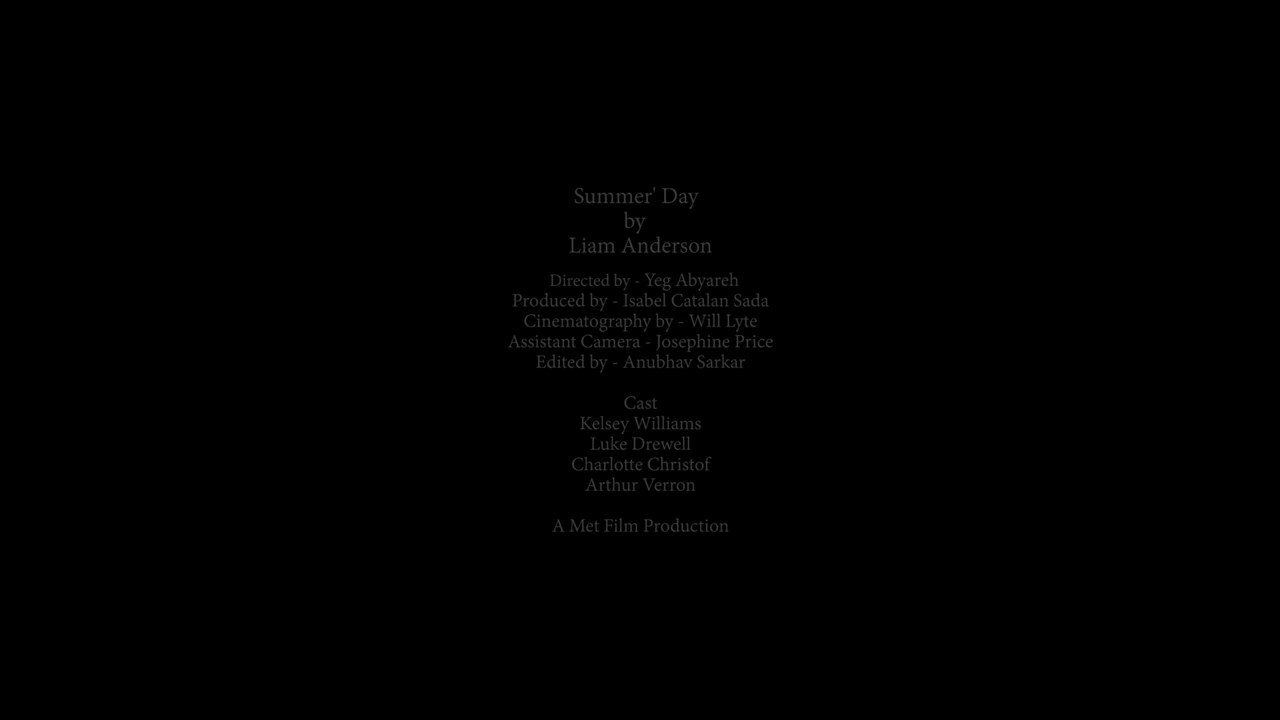 Summer' Day
by
Liam Anderson
Directed by - Yeg Abyareh
Produced by - Isabel Catalan Sada
Cinematography by - Will Lyte
Assistant Camera - Josephine Price
Edited by - Anubhav Sarkar
Cast
Kelsey Williams
Luke Drewell
Charlotte Christof
Arthur Verron
A Met Film Production